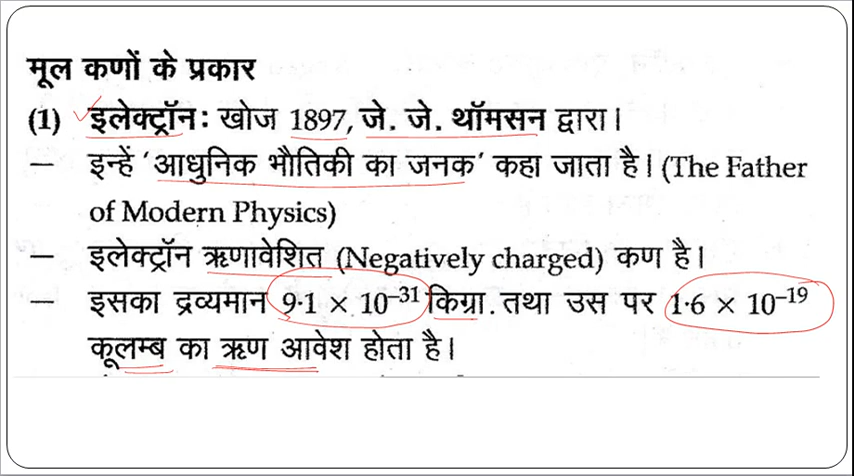 मूल कणों के प्रकार
(1) इलेक्ट्रॉन: खोज 1897, जे. जे. थॉमसन द्वारा।
— इन्हें ‘आधुनिक भौतिकी का जनक’ कहा जाता है। (The Father
of Modern Physics)
— इलेक्ट्रॉन ऋणावेशित (Negatively charged) कण है।
— इसका द्रव्यमान 9·1 × 10⁻³¹ किग्रा. तथा उस पर 1·6 × 10⁻¹⁹
कूलम्ब का ऋण आवेश होता है।